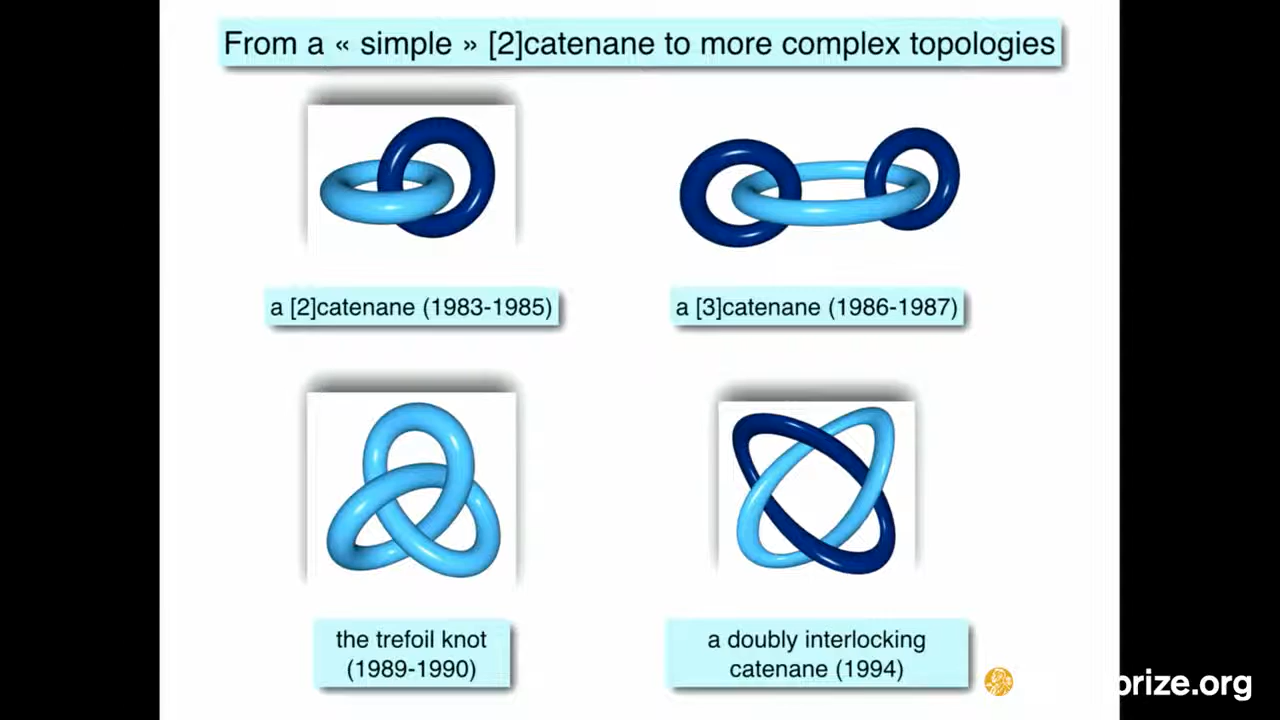 From a « simple » [2]catenane to more complex topologies
a [2]catenane (1983-1985)
a [3]catenane (1986-1987)
the trefoil knot
(1989-1990)
a doubly interlocking
catenane (1994)
prize.org